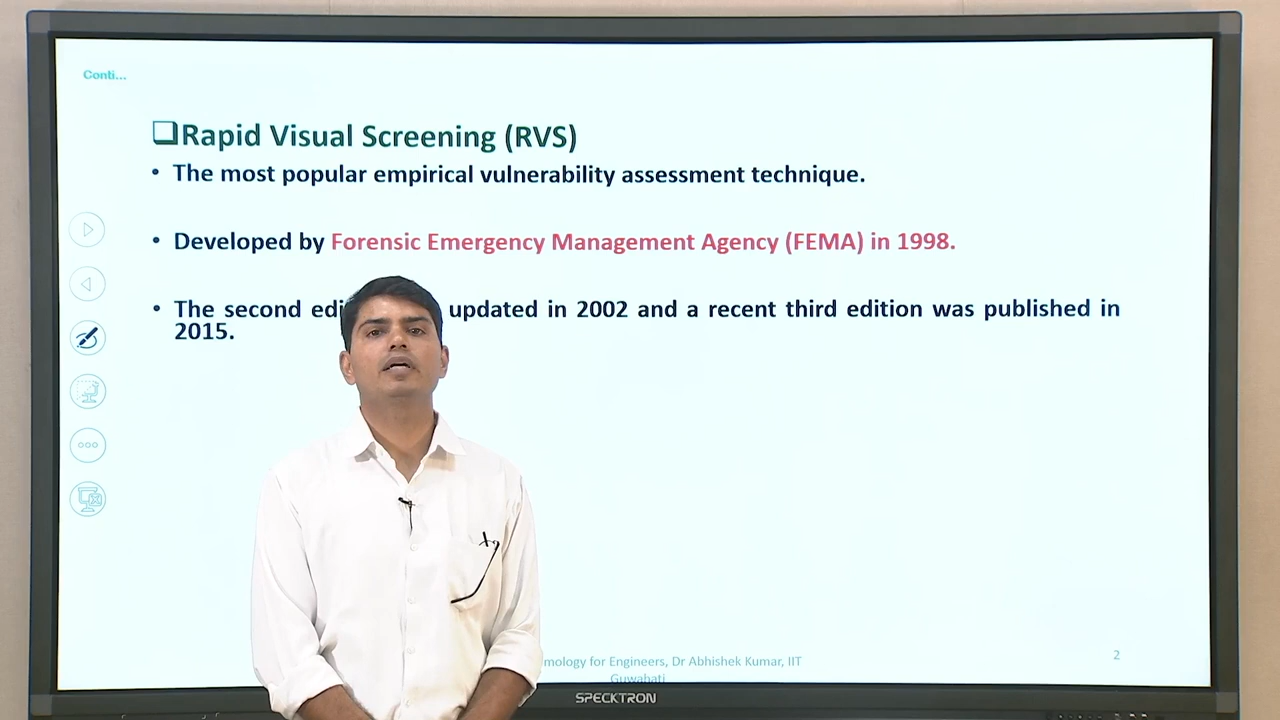 Conti...
❑Rapid Visual Screening (RVS)
• The most popular empirical vulnerability assessment technique.
• Developed by Forensic Emergency Management Agency (FEMA) in 1998.
• The second updated in 2002 and a recent third edition was published in
2015.
for Engineers, Dr Abhishek Kumar, IIT
Guwahati
2
SPECKTRON